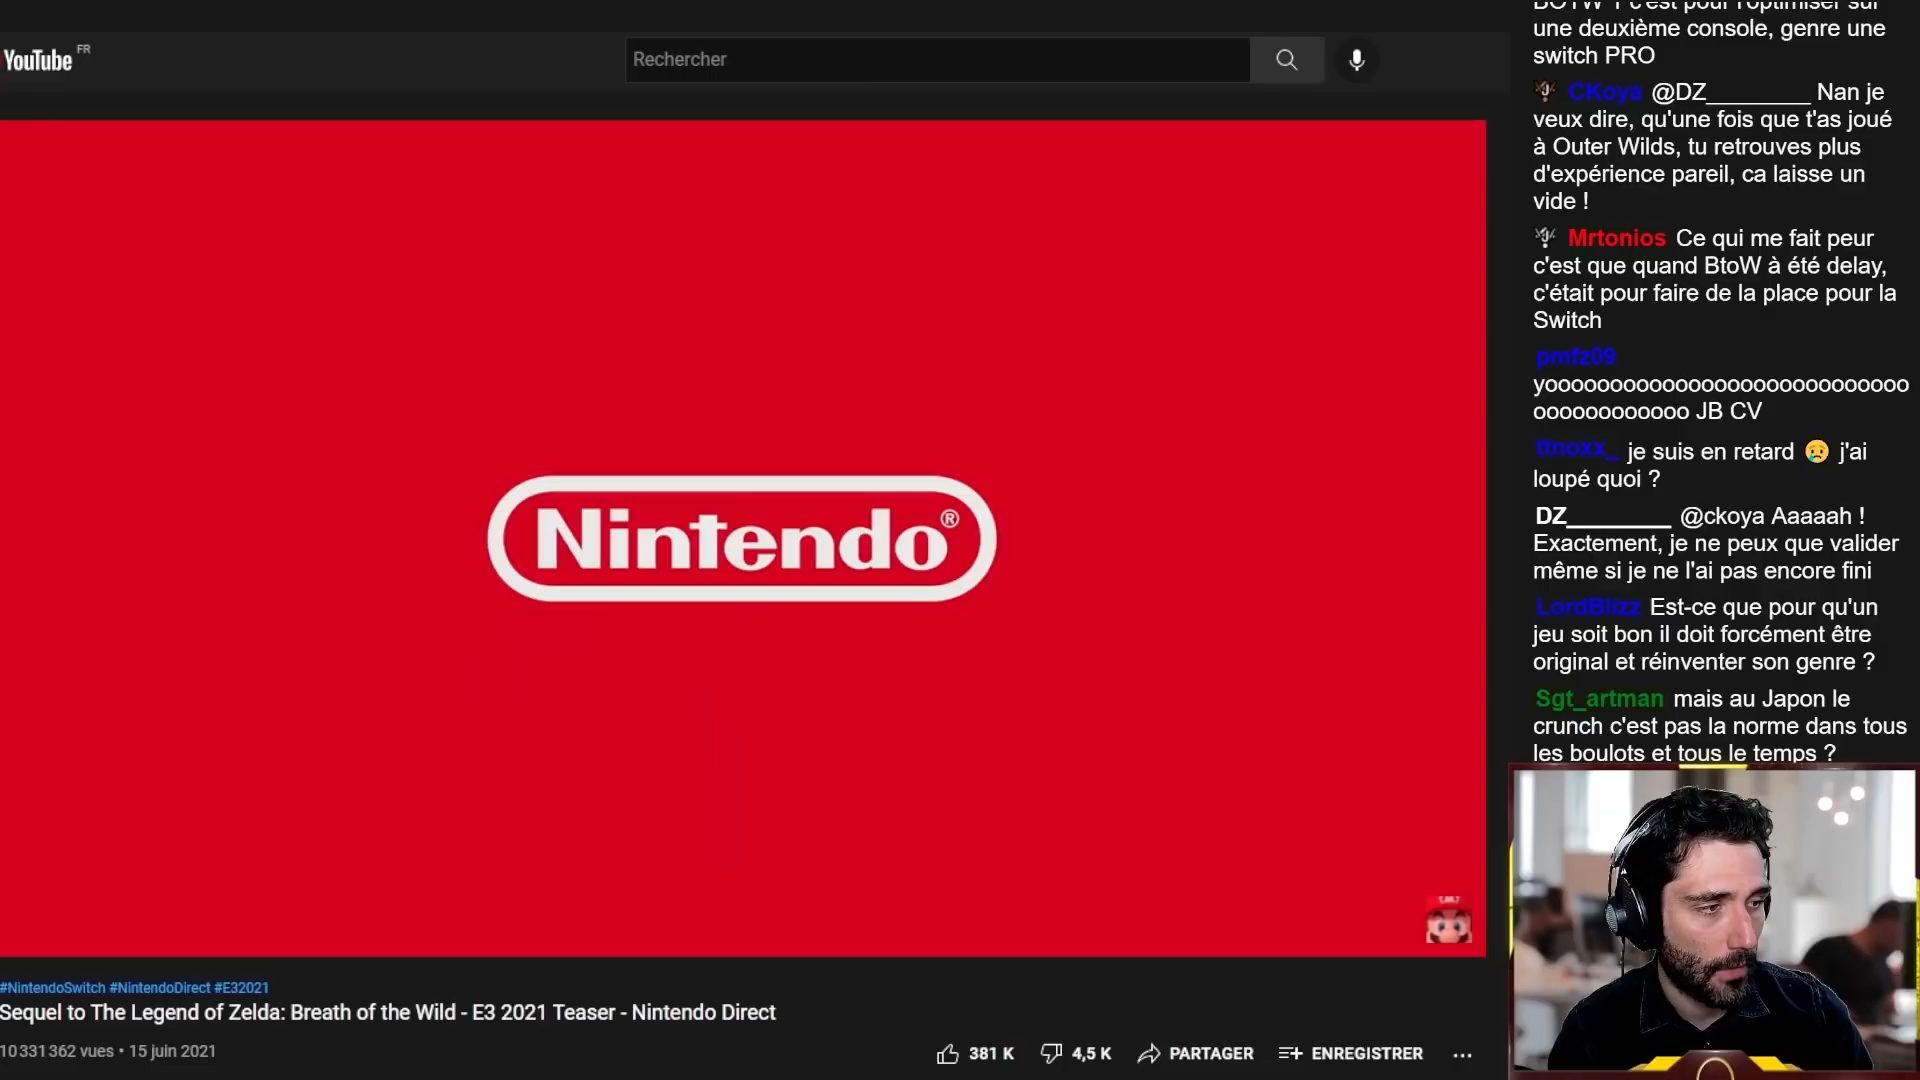 YouTube FR
Rechercher
Nintendo®
#NintendoSwitch #NintendoDirect #E32021
Sequel to The Legend of Zelda: Breath of the Wild - E3 2021 Teaser - Nintendo Direct
10 331 362 vues • 15 juin 2021
381 K
4,5 K
PARTAGER
ENREGISTRER
BOTW 1 c'est pour l'optimiser sur
une deuxième console, genre une
switch PRO
CKoya @DZ________ Nan je
veux dire, qu'une fois que t'as joué
à Outer Wilds, tu retrouves plus
d'expérience pareil, ca laisse un
vide !
Mrtonios Ce qui me fait peur
c'est que quand BtoW à été delay,
c'était pour faire de la place pour la
Switch
pmfz09
yoooooooooooooooooooooooooooo
oooooooooooo JB CV
ttnoxx_ je suis en retard 😥 j'ai
loupé quoi ?
DZ________ @ckoya Aaaaah !
Exactement, je ne peux que valider
même si je ne l'ai pas encore fini
LordBlizz Est-ce que pour qu'un
jeu soit bon il doit forcément être
original et réinventer son genre ?
Sgt_artman mais au Japon le
crunch c'est pas la norme dans tous
les boulots et tous le temps ?